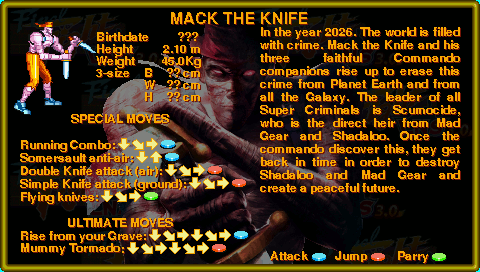 MACK THE KNIFE
Birthdate ???
Height 2.10 m
Weight 45.0Kg
3-size B ?? cm
W ?? cm
H ?? cm
SPECIAL MOVES
Running Combo:
Somersault anti-air:
Double Knife attack (air):
Simple Knife attack (ground):
Flying knives:
ULTIMATE MOVES
Rise from your Grave:
Mummy Tornado:
In the year 2026. The world is filled
with crime. Mack the Knife and his
three faithful Commando
companions rise up to erase this
crime from Planet Earth and from
all the Galaxy. The leader of all
Super Criminals is Scumocide,
who is the direct heir from Mad
Gear and Shadaloo. Once the
commando discover this, they get
back in time in order to destroy
Shadaloo and Mad Gear and
create a peaceful future.
Attack Jump Parry